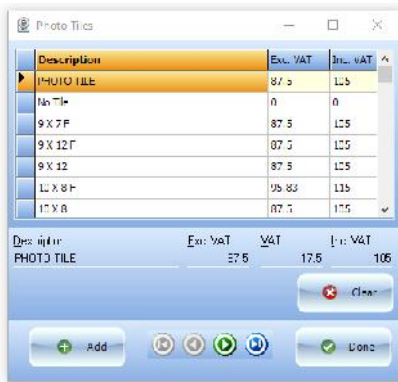 Photo Tiles
Description Exc. VAT Inc. VAT
PHOTO TILE 87.5 105
No Tile 0 0
9 X 7 F 87.5 105
9 X 12 F 87.5 105
9 X 12 87.5 105
10 X 8 F 95.83 115
10 X 8 87.5 105
Description Exc VAT VAT Inc VAT
PHOTO TILE 87.5 17.5 105
Clear
Add Done